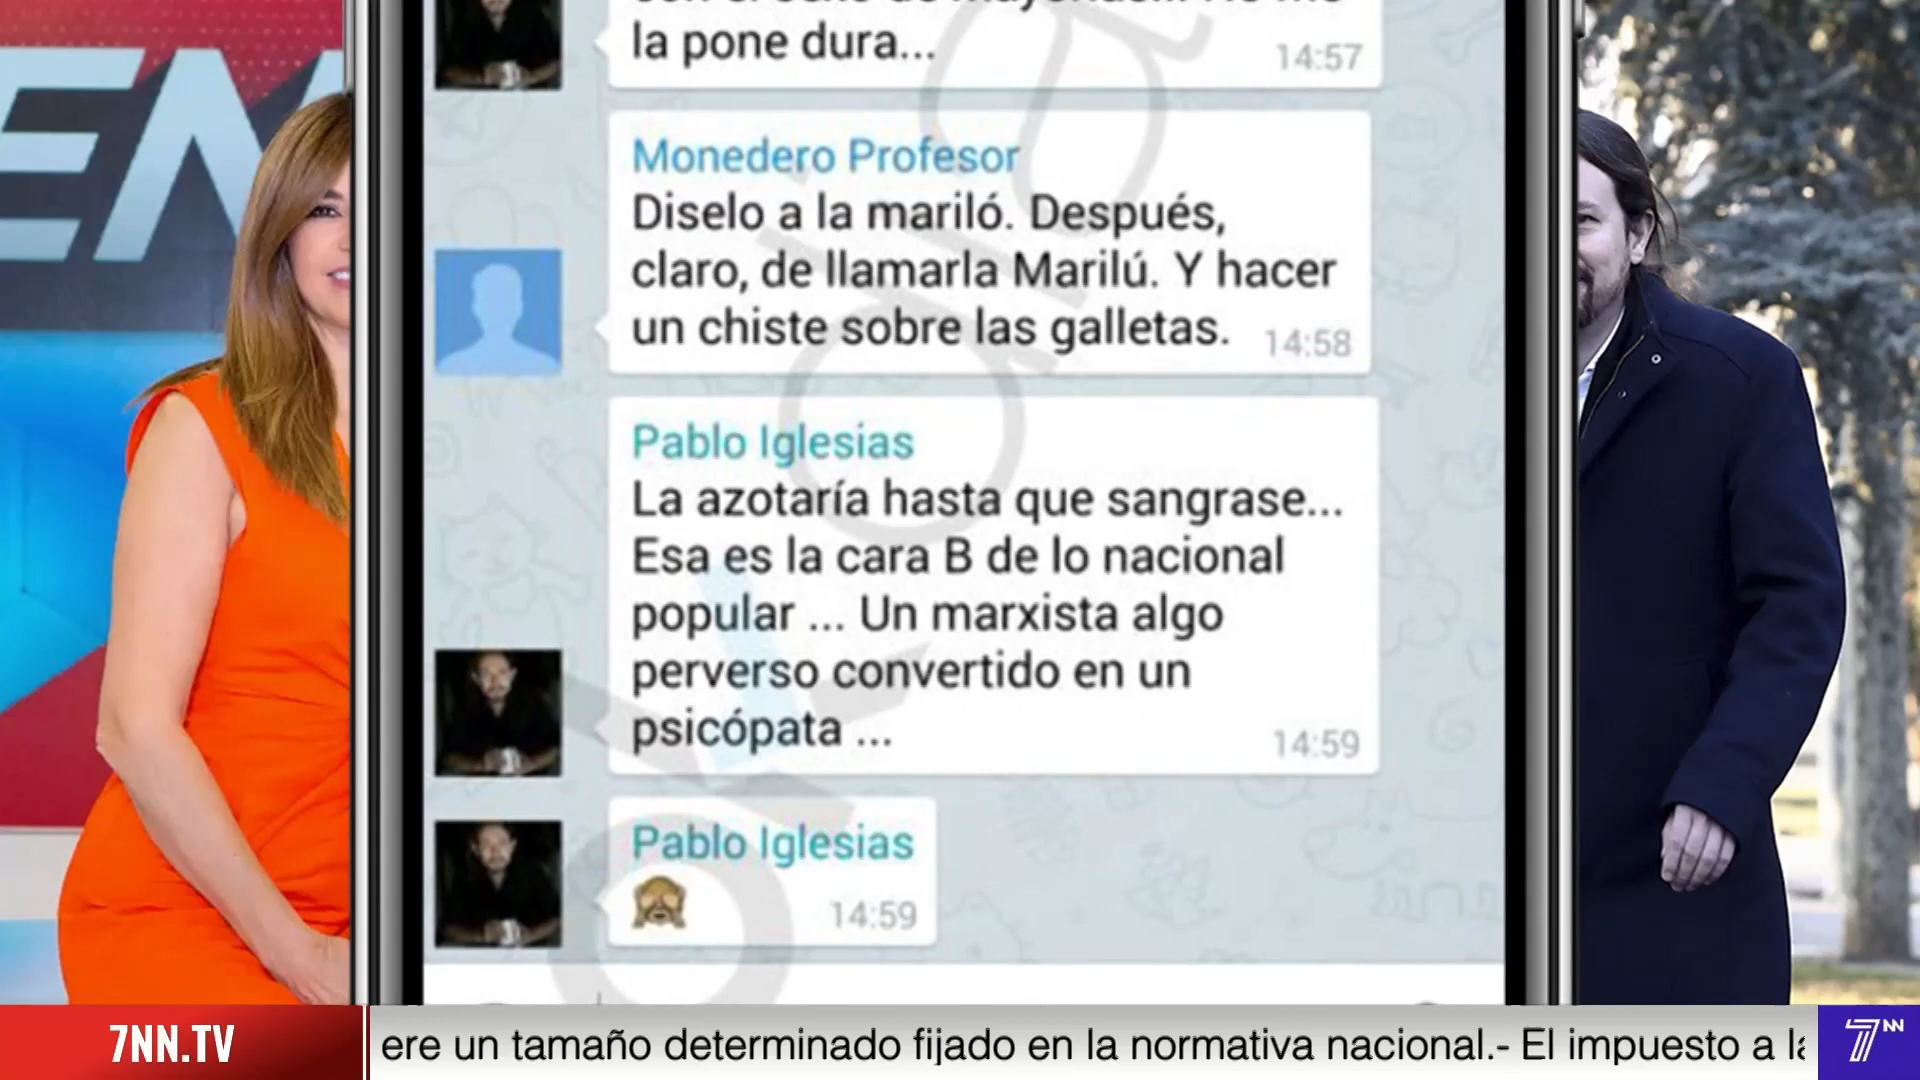 la pone dura...
14:57
Monedero Profesor
Diselo a la mariló. Después,
claro, de llamarla Marilú. Y hacer
un chiste sobre las galletas.
14:58
Pablo Iglesias
La azotaría hasta que sangrase...
Esa es la cara B de lo nacional
popular ... Un marxista algo
perverso convertido en un
psicópata ...
14:59
Pablo Iglesias
14:59
7NN.TV
ere un tamaño determinado fijado en la normativa nacional.- El impuesto a la
7NN